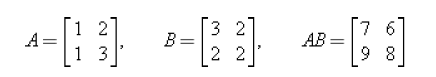 A = [1 2; 1 3], B = [3 2; 2 2], AB = [7 6; 9 8]